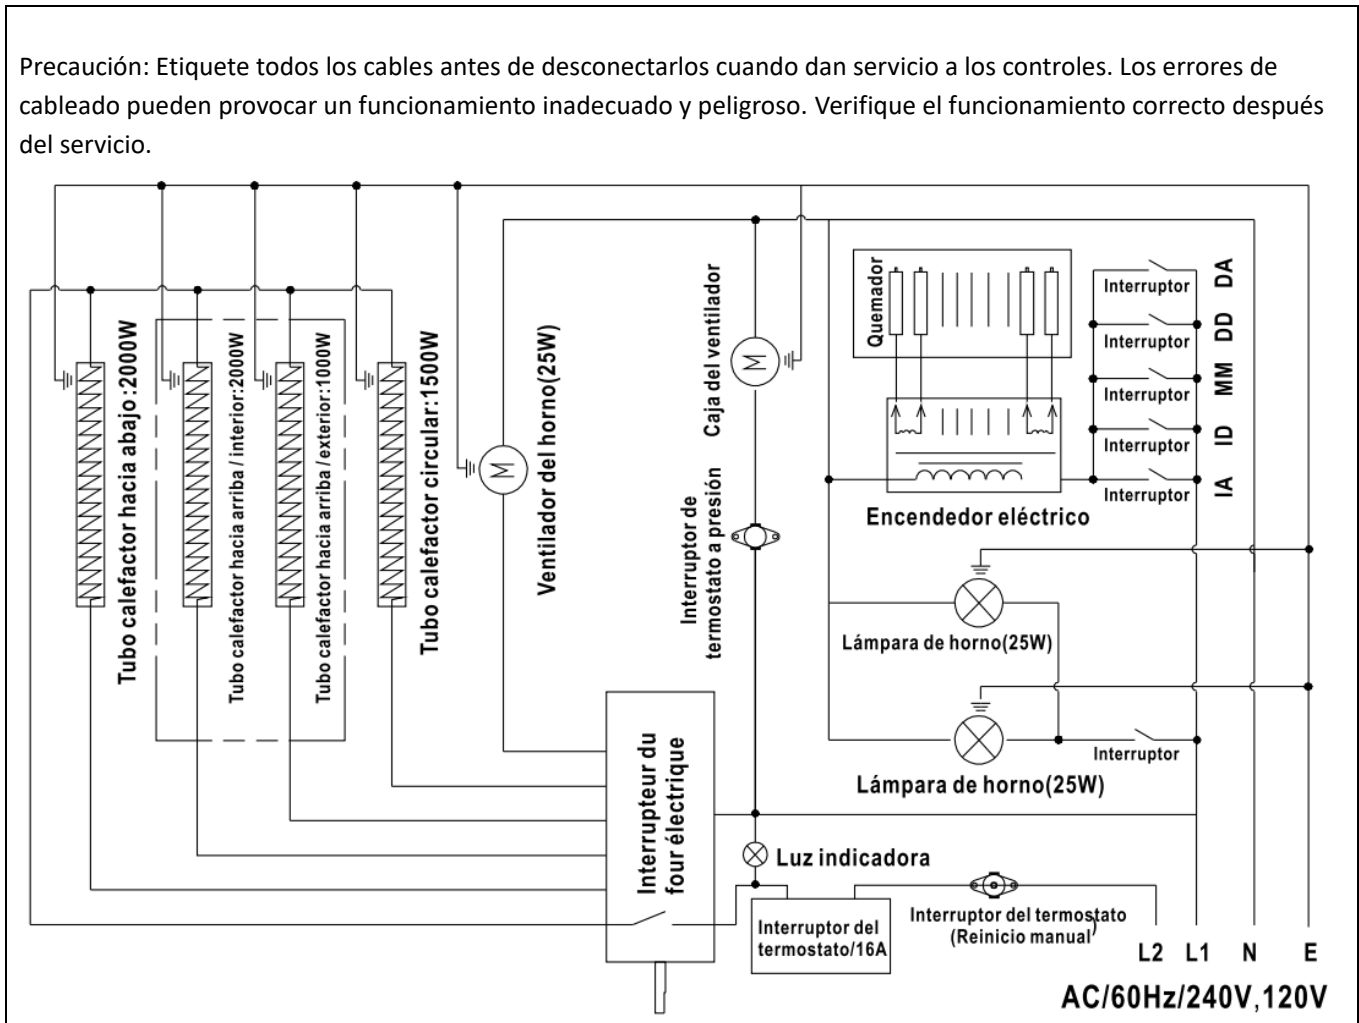 Precaución: Etiquete todos los cables antes de desconectarlos cuando dan servicio a los controles. Los errores de
cableado pueden provocar un funcionamiento inadecuado y peligroso. Verifique el funcionamiento correcto después
del servicio.
Tubo calefactor hacia abajo :2000W
Tubo calefactor hacia arriba / interior:2000W
Tubo calefactor hacia arriba / exterior:1000W
Tubo calefactor circular:1500W
M
Ventilador del horno(25W)
Caja del ventilador
M
Interruptor de
termostato a presión
Quemador
Encendedor eléctrico
Interruptor
DA
Interruptor
DD
Interruptor
MM
Interruptor
ID
Interruptor
IA
Lámpara de horno(25W)
Lámpara de horno(25W)
Interruptor
Interrupteur du
four électrique
Luz indicadora
Interruptor del
termostato/16A
Interruptor del termostato
(Reinicio manual)
L2
L1
N
E
AC/60Hz/240V,120V